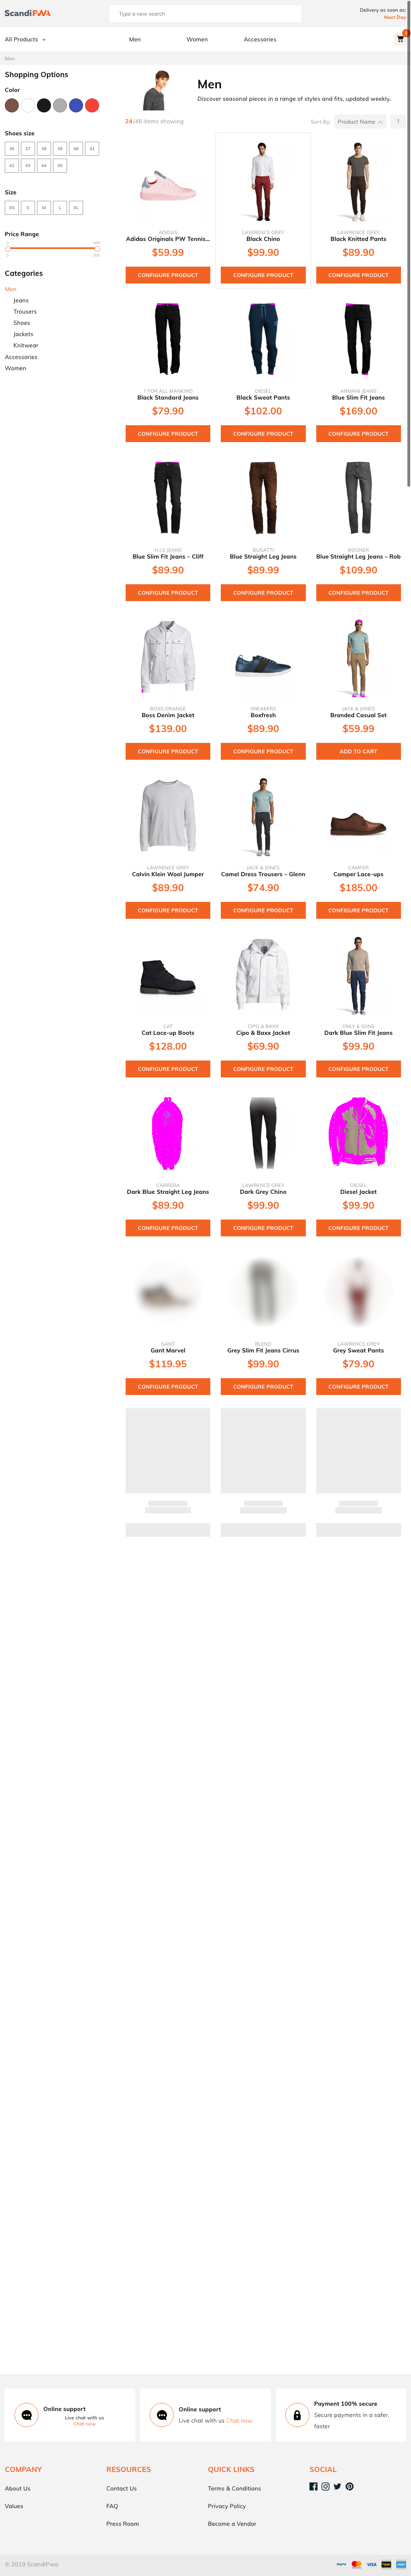 ScandiPWA
Type a new search
Delivery as soon as:
Next Day
All Products
Men
Women
Accessories
Men
Shopping Options
Color
Shoes size
36 37 38 39 40 41
42 43 44 45
Size
XS S M L XL
Price Range
Categories
Men
Jeans
Trousers
Shoes
Jackets
Knitwear
Accessories
Women
Men
Discover seasonal pieces in a range of styles and fits, updated weekly.
24/48 items showing
Sort By: Product Name
ADIDAS
Adidas Originals PW Tennis...
$59.99
CONFIGURE PRODUCT
LAWRENCE GREY
Black Chino
$99.90
CONFIGURE PRODUCT
LAWRENCE GREY
Black Knitted Pants
$89.90
CONFIGURE PRODUCT
7 FOR ALL MANKIND
Black Standard Jeans
$79.90
CONFIGURE PRODUCT
DIESEL
Black Sweat Pants
$102.00
CONFIGURE PRODUCT
ARMANI JEANS
Blue Slim Fit Jeans
$169.00
CONFIGURE PRODUCT
H.I.S JEANS
Blue Slim Fit Jeans – Cliff
$89.90
CONFIGURE PRODUCT
BUGATTI
Blue Straight Leg Jeans
$89.99
CONFIGURE PRODUCT
BOGNER
Blue Straight Leg Jeans – Rob
$109.90
CONFIGURE PRODUCT
BOSS ORANGE
Boss Denim Jacket
$139.00
CONFIGURE PRODUCT
SNEAKERS
Boxfresh
$89.90
CONFIGURE PRODUCT
JACK & JONES
Branded Casual Set
$59.99
ADD TO CART
LAWRENCE GREY
Calvin Klein Wool Jumper
$89.90
CONFIGURE PRODUCT
JACK & JONES
Camel Dress Trousers – Glenn
$74.90
CONFIGURE PRODUCT
CAMPER
Camper Lace-ups
$185.00
CONFIGURE PRODUCT
CAT
Cat Lace-up Boots
$128.00
CONFIGURE PRODUCT
CIPO & BAXX
Cipo & Baxx Jacket
$69.90
CONFIGURE PRODUCT
ONLY & SONS
Dark Blue Slim Fit Jeans
$99.90
CONFIGURE PRODUCT
CARRERA
Dark Blue Straight Leg Jeans
$89.90
CONFIGURE PRODUCT
LAWRENCE GREY
Dark Grey Chino
$99.90
CONFIGURE PRODUCT
DIESEL
Diesel Jacket
$99.90
CONFIGURE PRODUCT
GANT
Gant Marvel
$119.95
CONFIGURE PRODUCT
BLEND
Grey Slim Fit Jeans Cirrus
$99.90
CONFIGURE PRODUCT
LAWRENCE GREY
Grey Sweat Pants
$79.90
CONFIGURE PRODUCT
Online support
Live chat with us
Chat now
Online support
Live chat with us Chat now
Payment 100% secure
Secure payments in a safer,
faster
COMPANY
About Us
Values
RESOURCES
Contact Us
FAQ
Press Room
QUICK LINKS
Terms & Conditions
Privacy Policy
Become a Vendor
SOCIAL
© 2019 ScandiPwa
PayPal
VISA